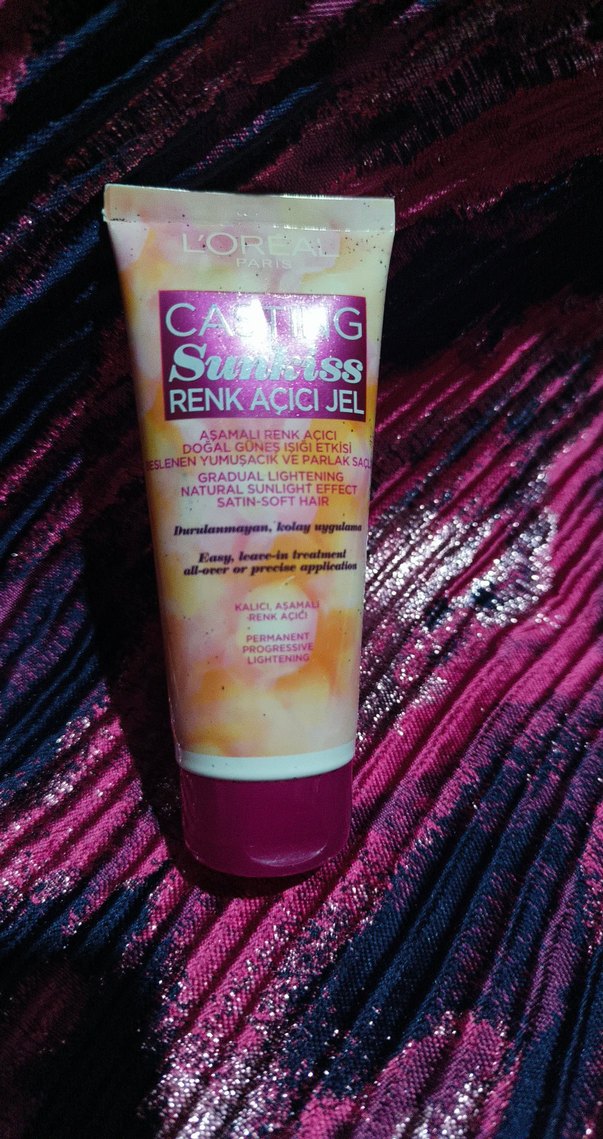 L'ORÉAL
PARIS
CASTING
Sunkiss
RENK AÇICI JEL
AŞAMALI RENK AÇICI
DOĞAL GÜNEŞ IŞIĞI ETKİSİ
BESLENEN YUMUŞACIK VE PARLAK SAÇLAR
GRADUAL LIGHTENING
NATURAL SUNLIGHT EFFECT
SATIN-SOFT HAIR
Durulanmayan, kolay uygulama
Easy, leave-in treatment
all-over or precise application
KALICI, AŞAMALI
RENK AÇICI
PERMANENT
PROGRESSIVE
LIGHTENING